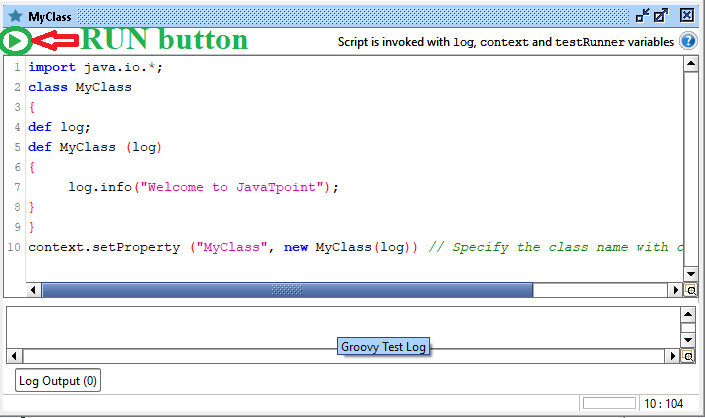 MyClass
RUN button
Script is invoked with log, context and testRunner variables
?
1 import java.io.*;
2 class MyClass
3 {
4 def log;
5 def MyClass (log)
6 {
7 log.info("Welcome to JavaTpoint");
8 }
9 }
10 context.setProperty ("MyClass", new MyClass(log)) // Specify the class name with c
Groovy Test Log
Log Output (0)
10 : 104